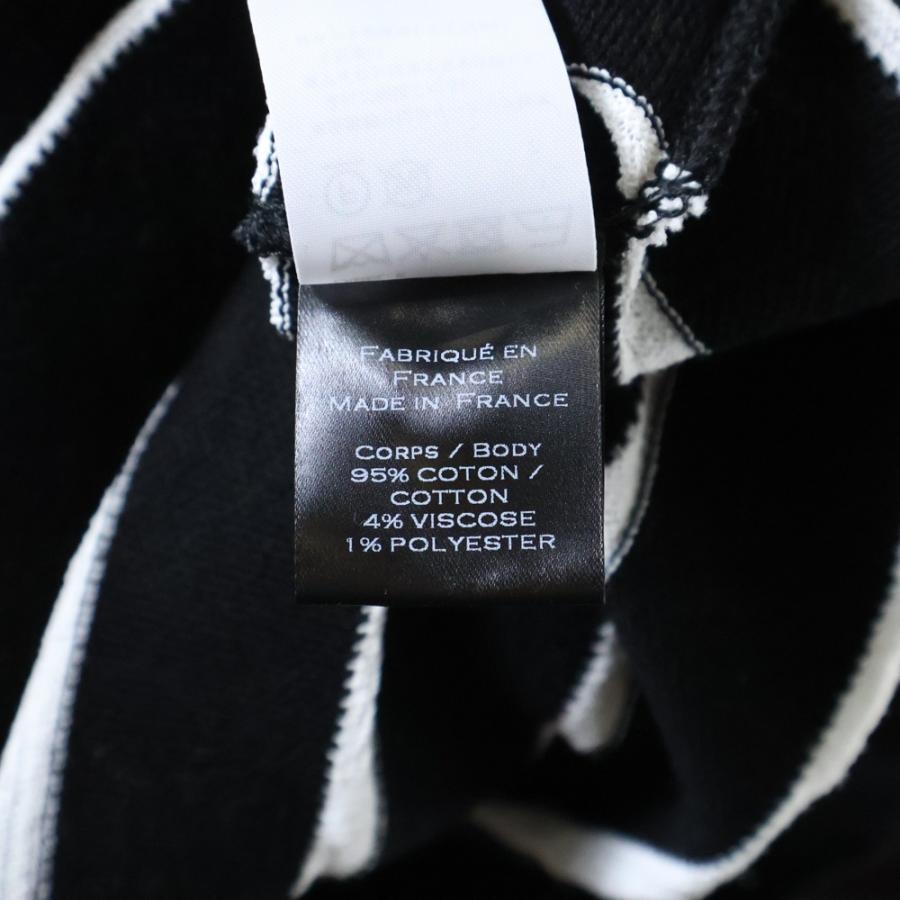 FABRIQUÉ EN
FRANCE
MADE IN FRANCE
CORPS / BODY
95% COTON /
COTTON
4% VISCOSE
1% POLYESTER